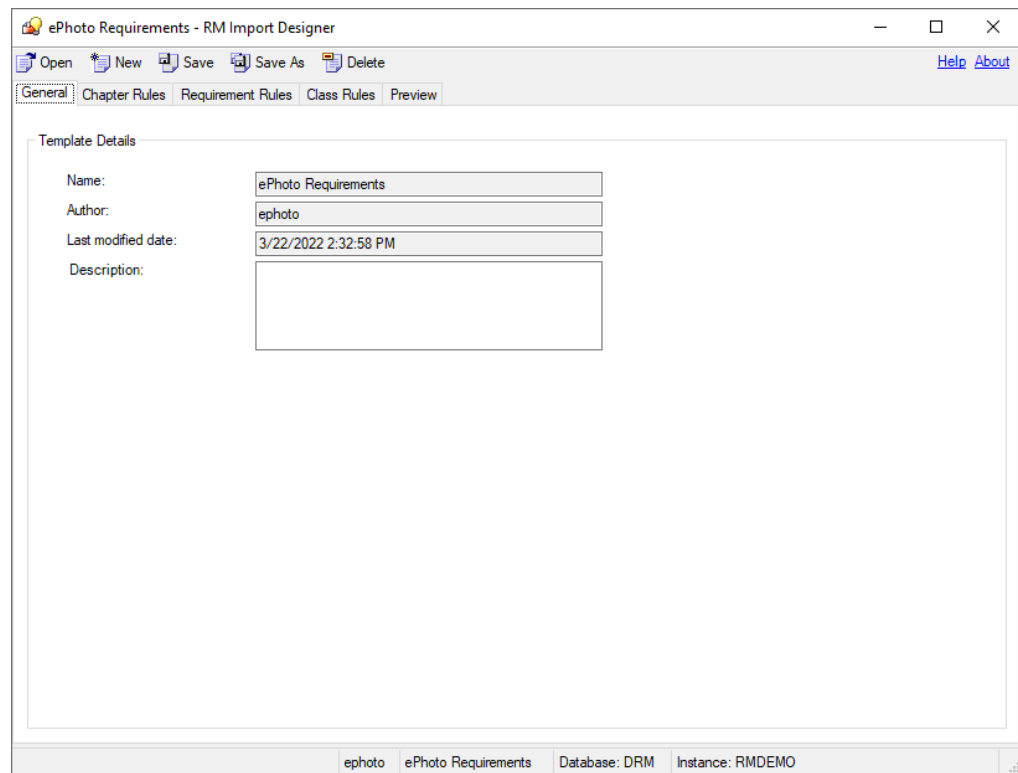 ePhoto Requirements - RM Import Designer
Open New Save Save As Delete Help About
General Chapter Rules Requirement Rules Class Rules Preview
Template Details
Name: ePhoto Requirements
Author: ephoto
Last modified date: 3/22/2022 2:32:58 PM
Description:
ephoto ePhoto Requirements Database: DRM Instance: RMDEMO